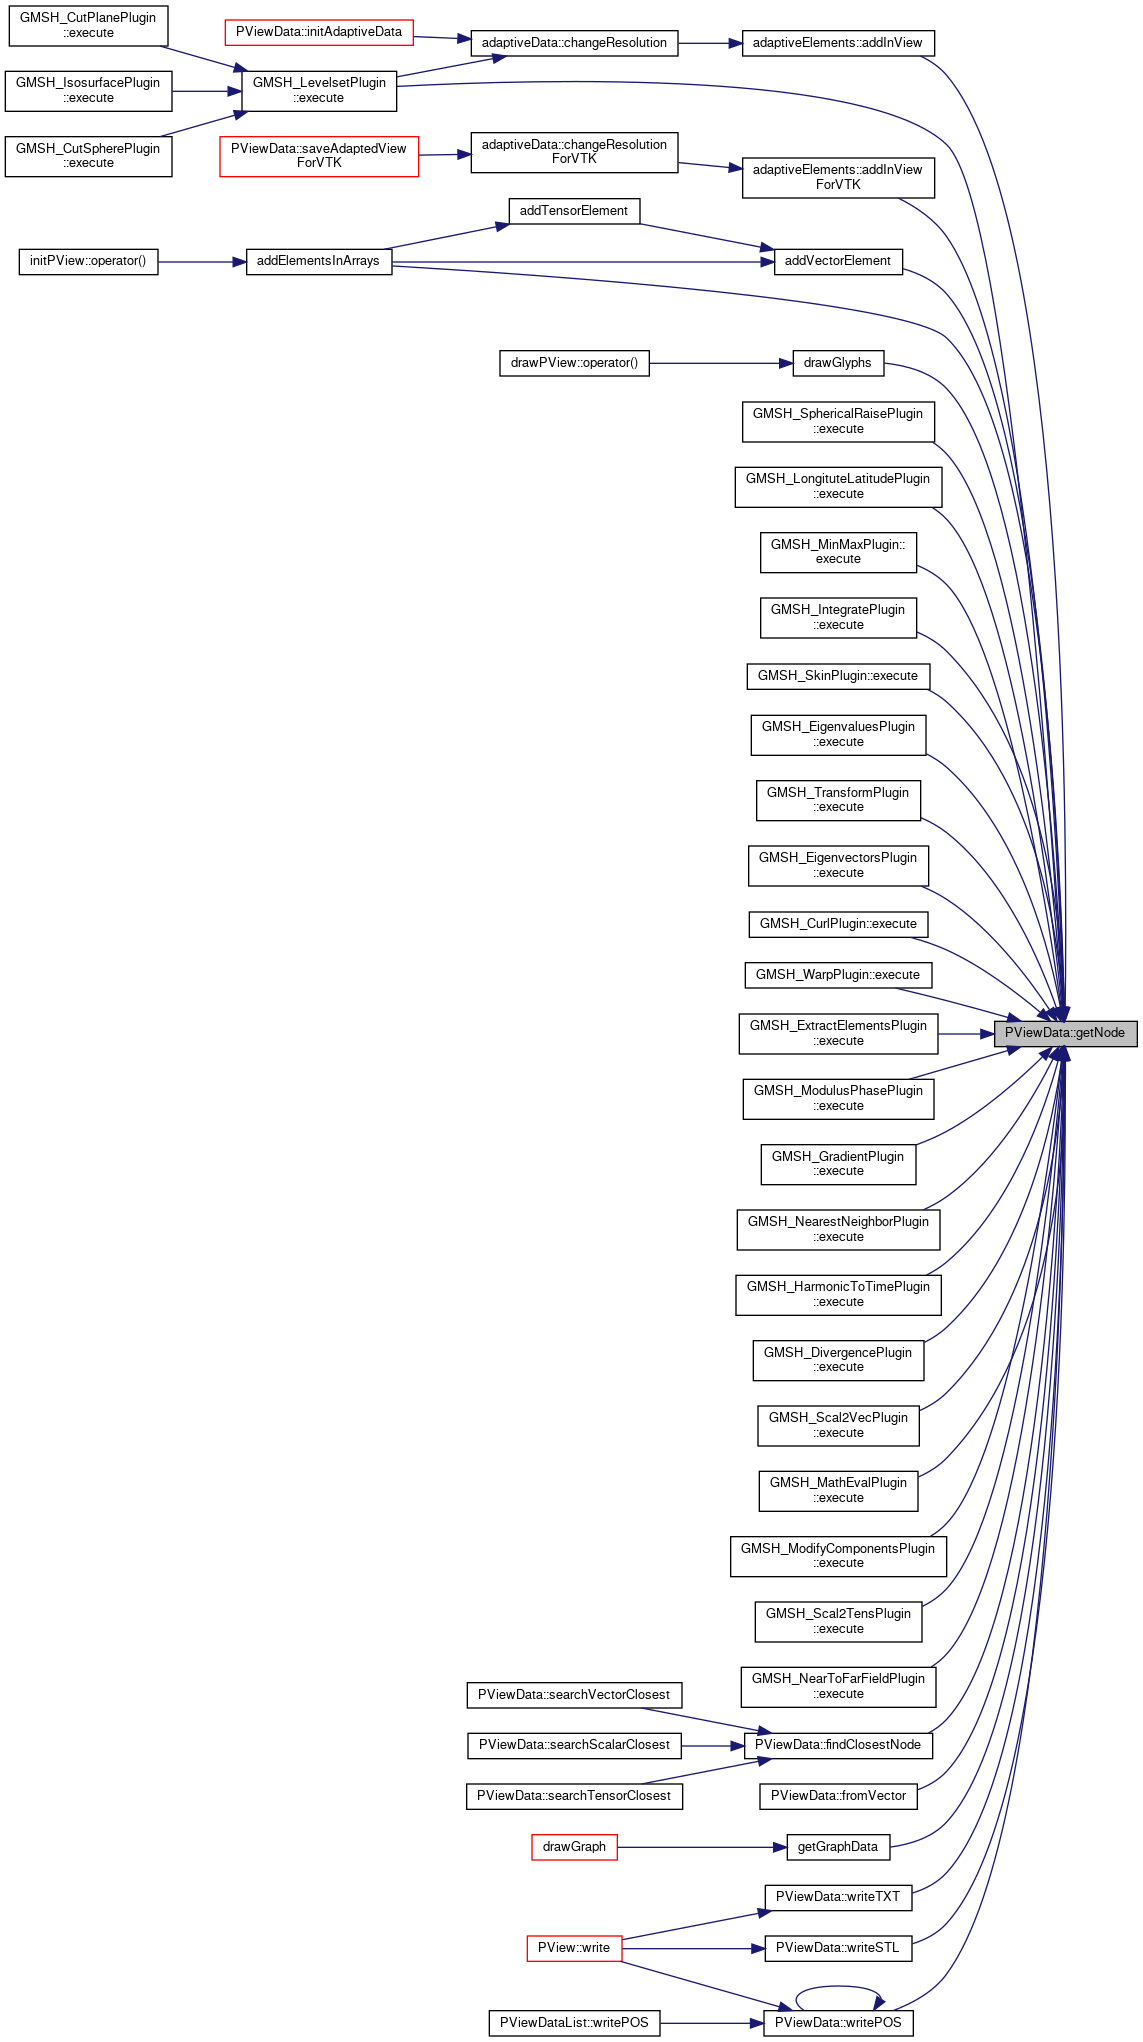 GMSH_CutPlanePlugin
::execute
PViewData::initAdaptiveData
adaptiveData::changeResolution
adaptiveElements::addInView
GMSH_IsosurfacePlugin
::execute
GMSH_LevelsetPlugin
::execute
GMSH_CutSpherePlugin
::execute
PViewData::saveAdaptedView
ForVTK
adaptiveData::changeResolution
ForVTK
adaptiveElements::addInView
ForVTK
addTensorElement
initPView::operator()
addElementsInArrays
addVectorElement
drawPView::operator()
drawGlyphs
GMSH_SphericalRaisePlugin
::execute
GMSH_LongituteLatitudePlugin
::execute
GMSH_MinMaxPlugin::
execute
GMSH_IntegratePlugin
::execute
GMSH_SkinPlugin::execute
GMSH_EigenvaluesPlugin
::execute
GMSH_TransformPlugin
::execute
GMSH_EigenvectorsPlugin
::execute
GMSH_CurlPlugin::execute
GMSH_WarpPlugin::execute
GMSH_ExtractElementsPlugin
::execute
PViewData::getNode
GMSH_ModulusPhasePlugin
::execute
GMSH_GradientPlugin
::execute
GMSH_NearestNeighborPlugin
::execute
GMSH_HarmonicToTimePlugin
::execute
GMSH_DivergencePlugin
::execute
GMSH_Scal2VecPlugin
::execute
GMSH_MathEvalPlugin
::execute
GMSH_ModifyComponentsPlugin
::execute
GMSH_Scal2TensPlugin
::execute
GMSH_NearToFarFieldPlugin
::execute
PViewData::searchVectorClosest
PViewData::searchScalarClosest
PViewData::findClosestNode
PViewData::searchTensorClosest
PViewData::fromVector
drawGraph
getGraphData
PViewData::writeTXT
PView::write
PViewData::writeSTL
PViewDataList::writePOS
PViewData::writePOS